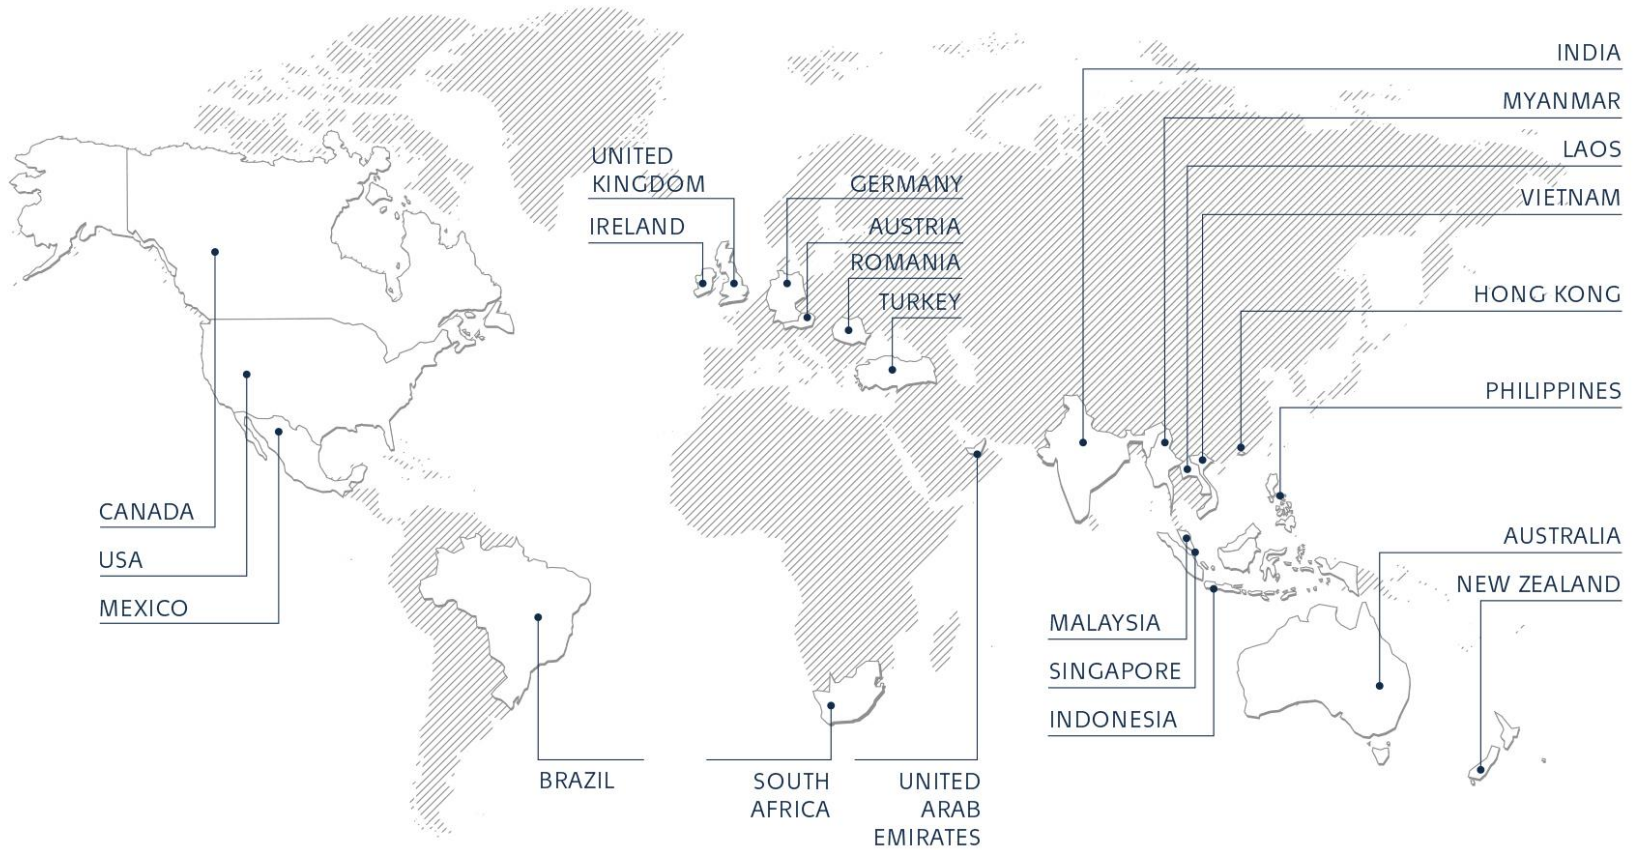 INDIA
MYANMAR
LAOS
VIETNAM
HONG KONG
PHILIPPINES
AUSTRALIA
NEW ZEALAND
UNITED
KINGDOM
IRELAND
GERMANY
AUSTRIA
ROMANIA
TURKEY
CANADA
USA
MEXICO
MALAYSIA
SINGAPORE
INDONESIA
BRAZIL
SOUTH
AFRICA
UNITED
ARAB
EMIRATES